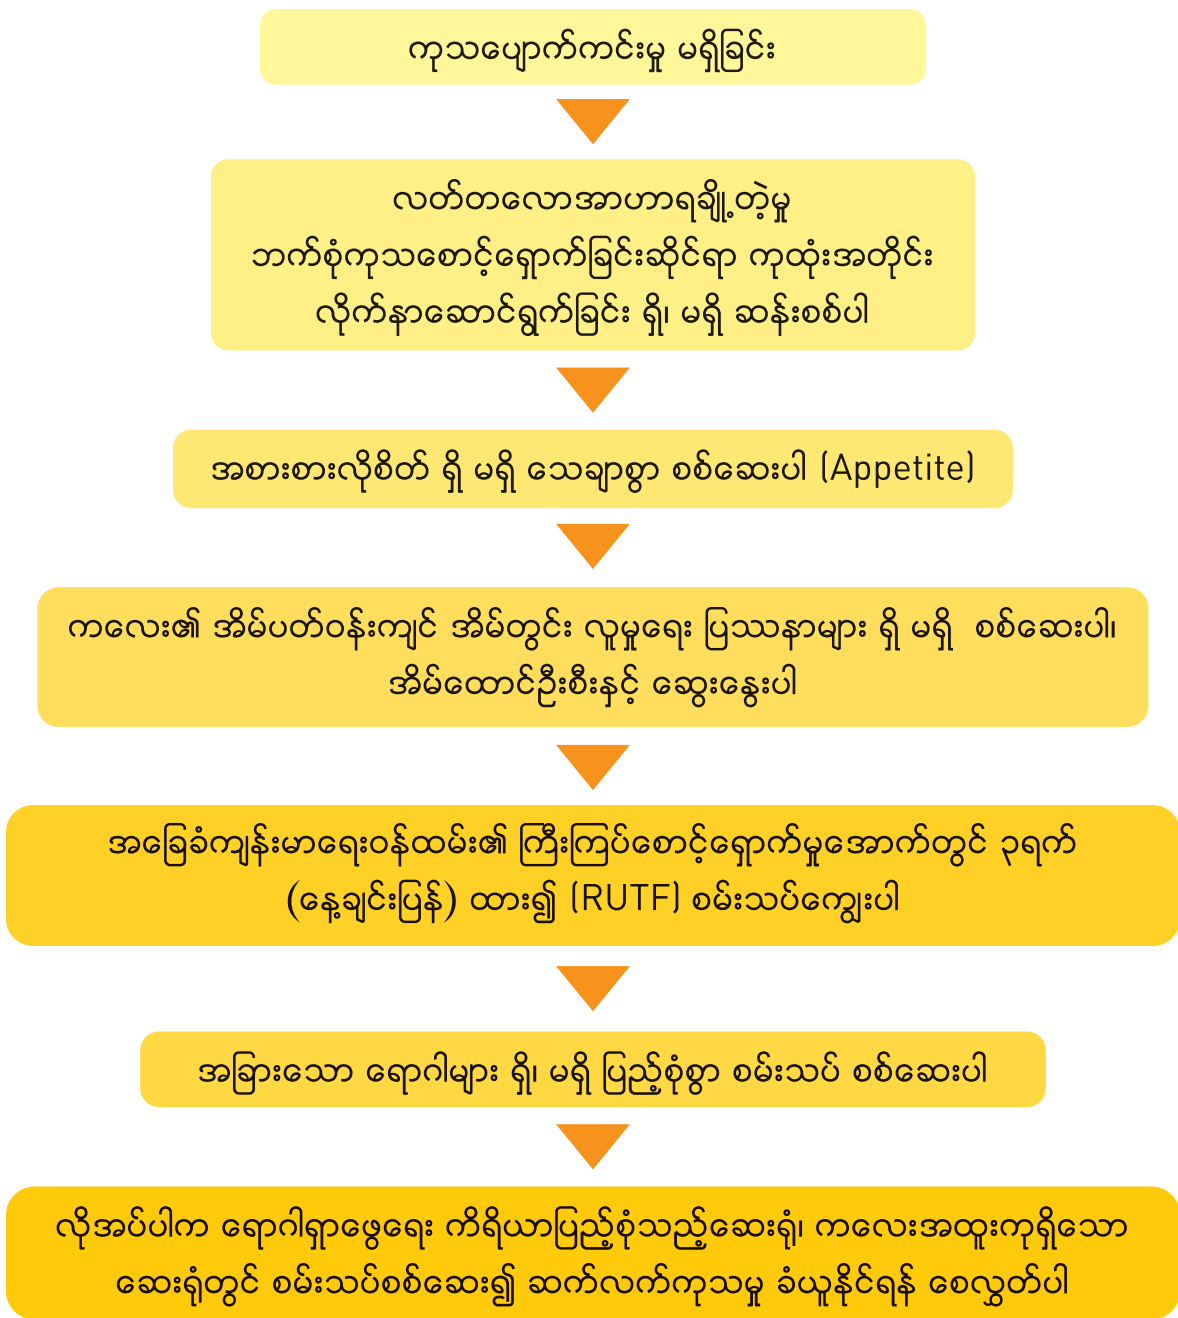 ကုသပျောက်ကင်းမှု မရှိခြင်း
လတ်တလောအာဟာရချို့တဲ့မှု
ဘက်စုံကုသစောင့်ရှောက်ခြင်းဆိုင်ရာ ကုထုံးအတိုင်း
လိုက်နာဆောင်ရွက်ခြင်း ရှိ၊ မရှိ ဆန်းစစ်ပါ
အစားစားလိုစိတ် ရှိ မရှိ သေချာစွာ စစ်ဆေးပါ (Appetite)
ကလေး၏ အိမ်ပတ်ဝန်းကျင် အိမ်တွင်း လူမှုရေး ပြဿနာများ ရှိ မရှိ စစ်ဆေးပါ၊
အိမ်ထောင်ဦးစီးနှင့် ဆွေးနွေးပါ
အခြေခံကျန်းမာရေးဝန်ထမ်း၏ ကြီးကြပ်စောင့်ရှောက်မှုအောက်တွင် ၃ရက်
(နေ့ချင်းပြန်) ထား၍ (RUTF) စမ်းသပ်ကျွေးပါ
အခြားသော ရောဂါများ ရှိ၊ မရှိ ပြည့်စုံစွာ စမ်းသပ် စစ်ဆေးပါ
လိုအပ်ပါက ရောဂါရှာဖွေရေး ကိရိယာပြည့်စုံသည့်ဆေးရုံ၊ ကလေးအထူးကုရှိသော
ဆေးရုံတွင် စမ်းသပ်စစ်ဆေး၍ ဆက်လက်ကုသမှု ခံယူနိုင်ရန် စေလွှတ်ပါ